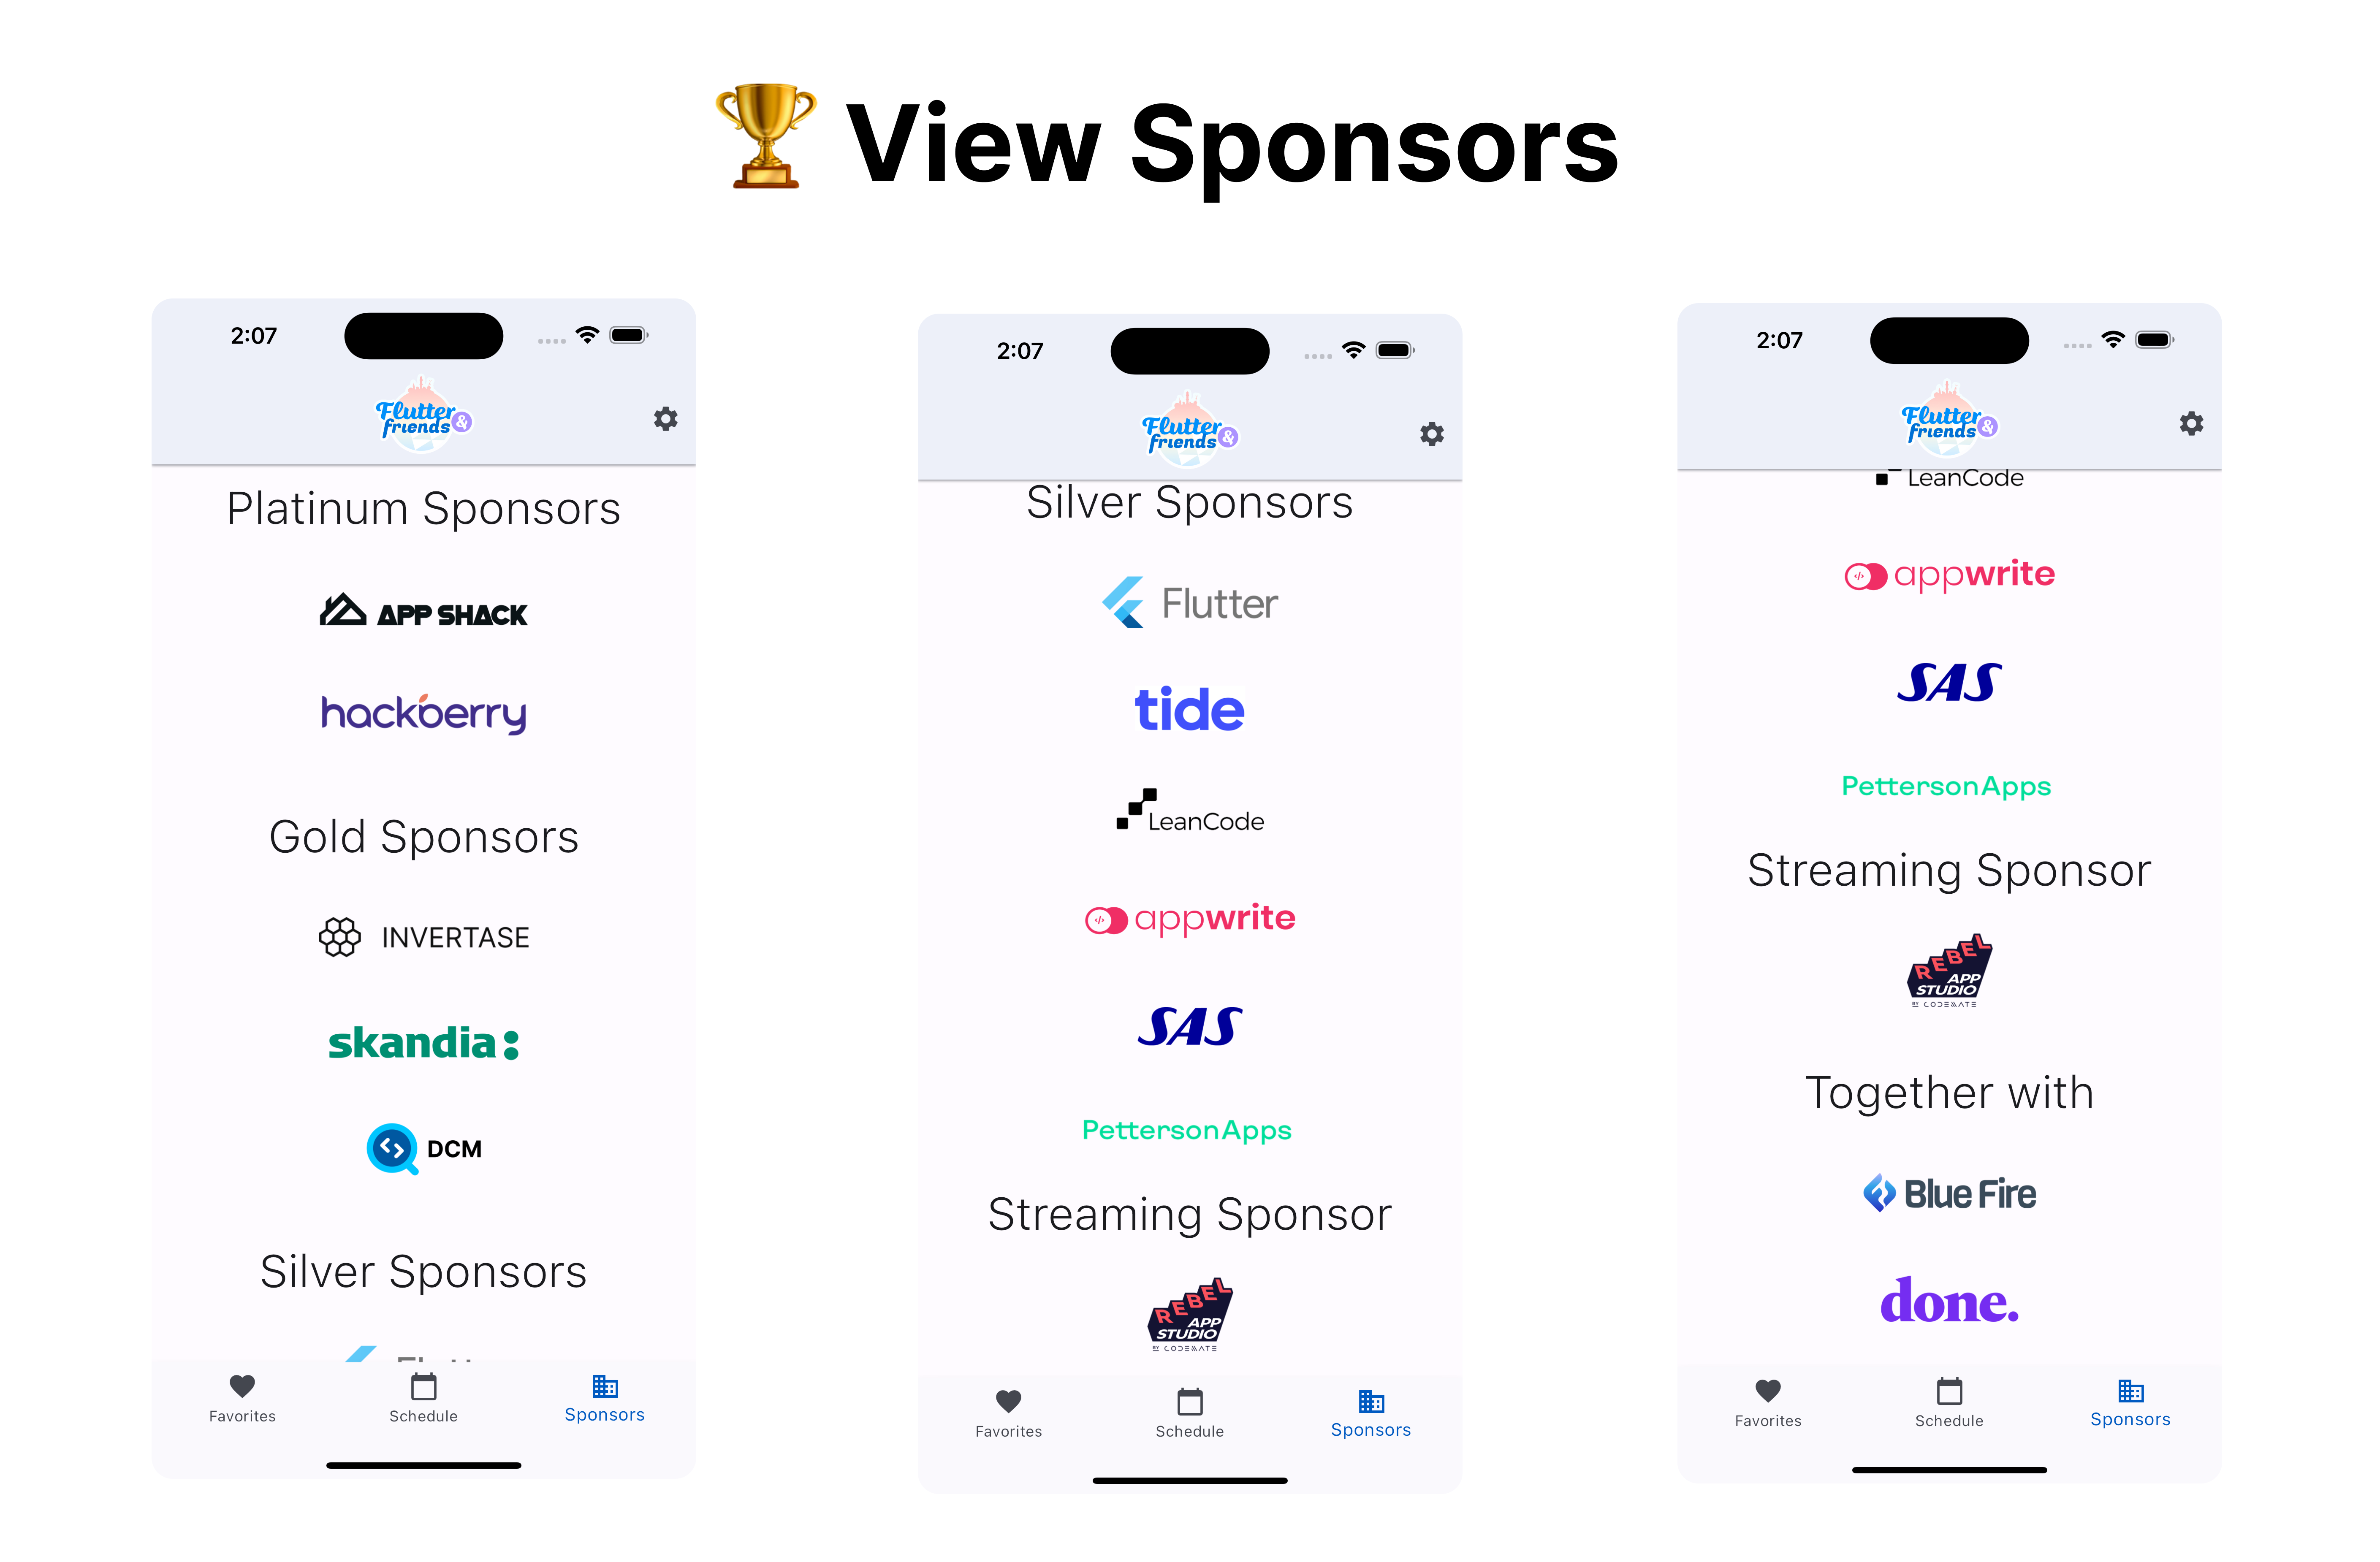 🏆 View Sponsors
2:07
Flutter &
friends
Platinum Sponsors
APP SHACK
hackberry
Gold Sponsors
INVERTASE
skandia:
DCM
Silver Sponsors
Flutter
Favorites
Schedule
Sponsors
2:07
Flutter &
friends
Silver Sponsors
Flutter
tide
LeanCode
appwrite
SAS
PettersonApps
Streaming Sponsor
REBEL
APP
STUDIO
BY CODEMATE
Favorites
Schedule
Sponsors
2:07
Flutter &
friends
LeanCode
appwrite
SAS
PettersonApps
Streaming Sponsor
REBEL
APP
STUDIO
BY CODEMATE
Together with
Blue Fire
done.
Favorites
Schedule
Sponsors